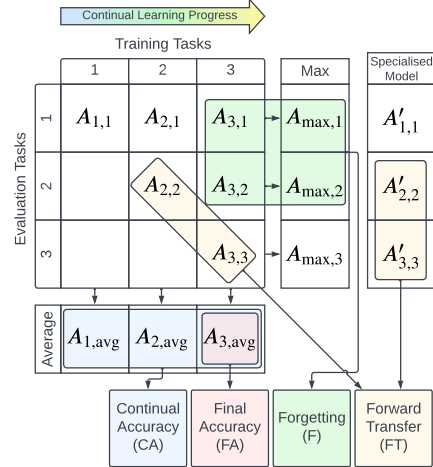 Continual Learning Progress
Training Tasks
1 2 3 Max Specialised
Model
Evaluation Tasks
1 A1,1 A2,1 A3,1 Amax,1 A′1,1
2 A2,2 A3,2 Amax,2 A′2,2
3 A3,3 Amax,3 A′3,3
Average A1,avg A2,avg A3,avg
Continual
Accuracy
(CA)
Final
Accuracy
(FA)
Forgetting
(F)
Forward
Transfer
(FT)